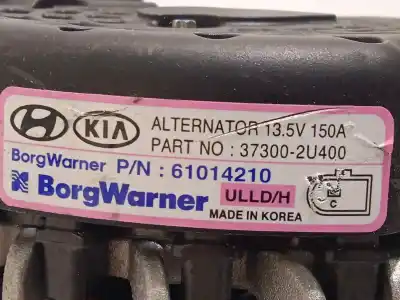 KIA ALTERNATOR 13.5V 150A
PART NO : 37300-2U400
BorgWarner P/N : 61014210
BorgWarner ULLD/H
MADE IN KOREA
C